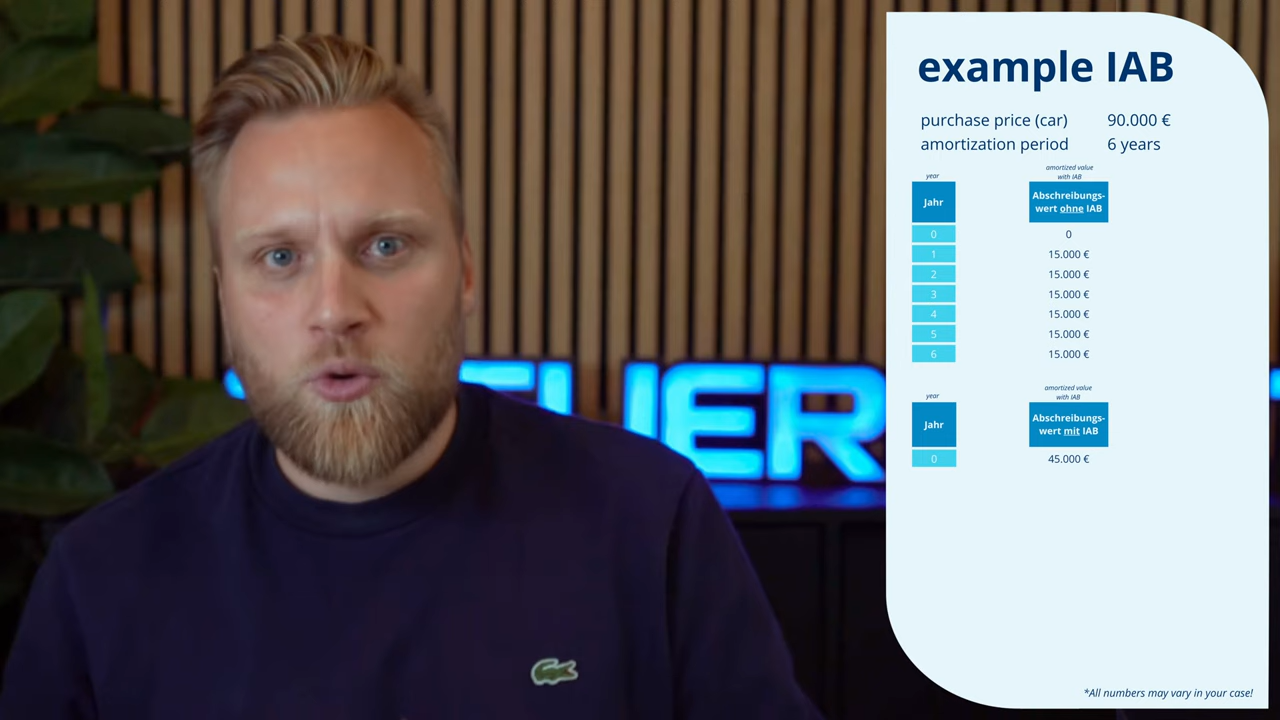 example IAB
purchase price (car) 90.000 €
amortization period 6 years
year
amortized value
with IAB
Jahr
Abschreibungs-
wert ohne IAB
0 0
1 15.000 €
2 15.000 €
3 15.000 €
4 15.000 €
5 15.000 €
6 15.000 €
year
amortized value
with IAB
Jahr
Abschreibungs-
wert mit IAB
0 45.000 €
*All numbers may vary in your case!
UER